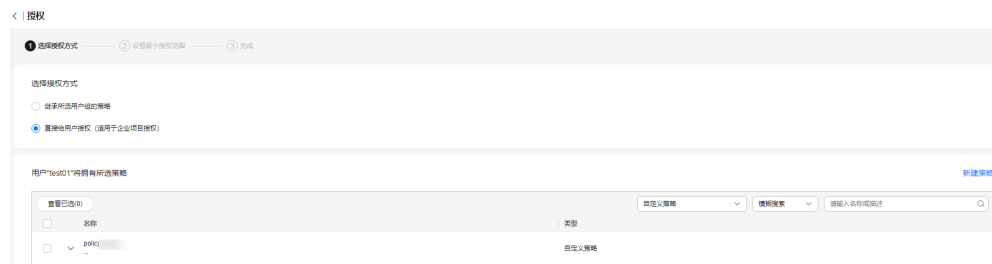 授权
1 选择授权方式 2 设置最小授权范围 3 完成
选择授权方式
继承所选用户组的策略
直接给用户授权（适用于企业项目授权）
用户"test01"将拥有所选策略
新建策略
查看已选(0) 自定义策略 模糊搜索 请输入名称或描述
名称 类型
policy 自定义策略
--